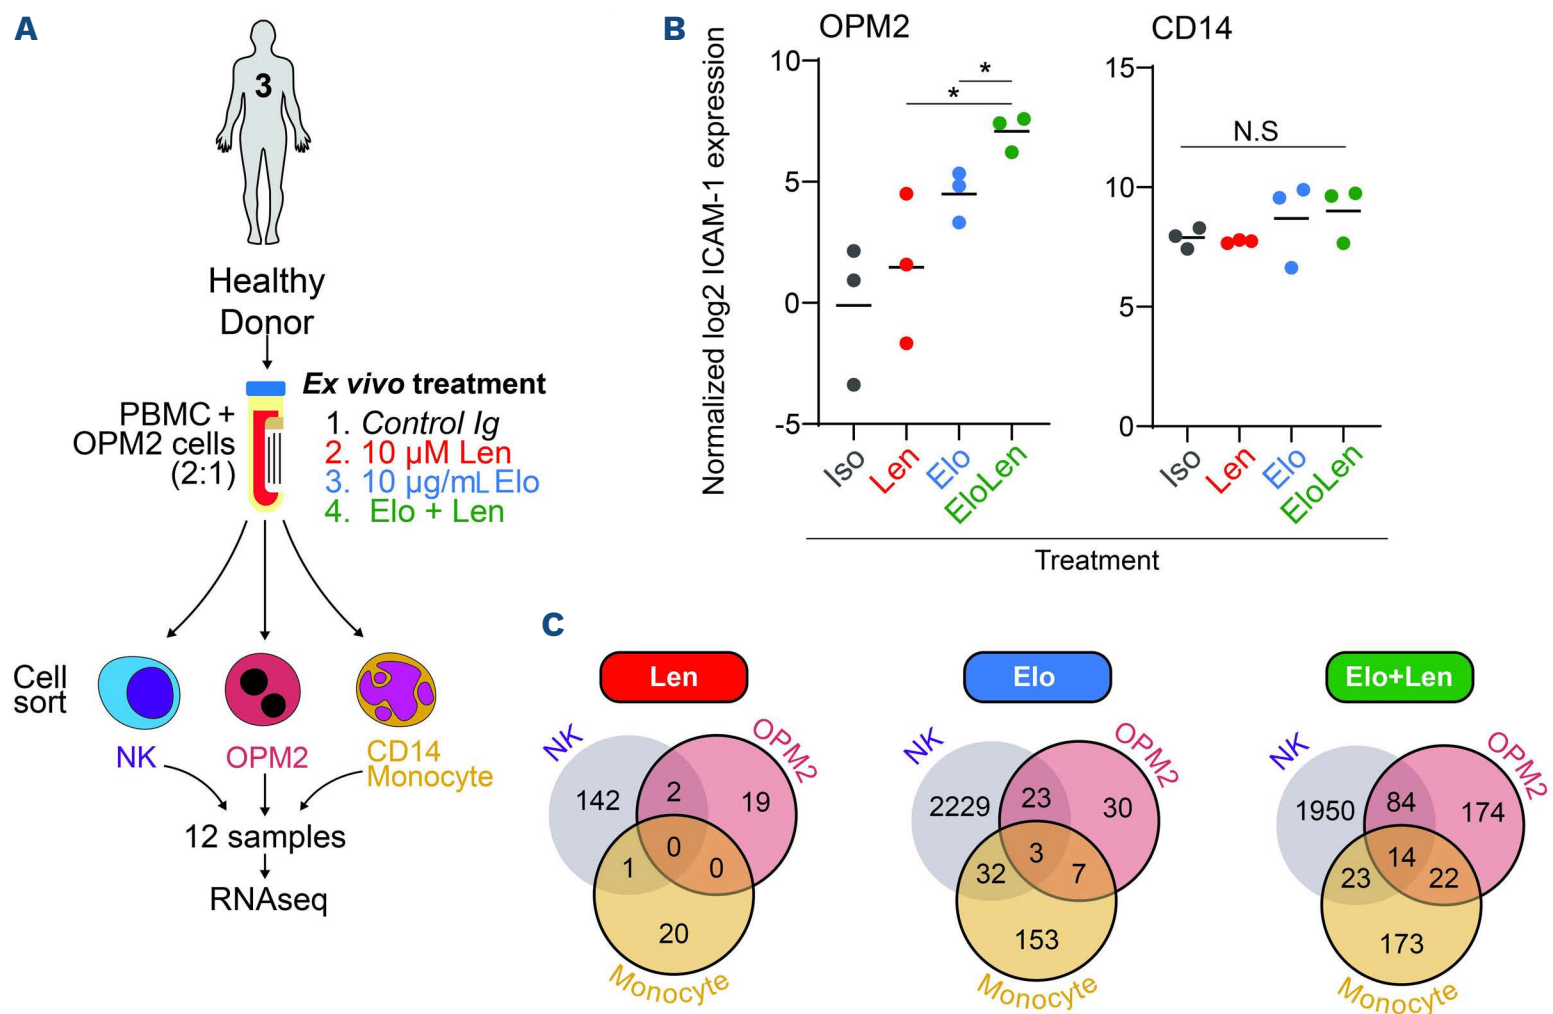 A
3
Healthy
Donor
PBMC +
OPM2 cells
(2:1)
Ex vivo treatment
1. Control Ig
2. 10 µM Len
3. 10 µg/mL Elo
4. Elo + Len
Cell
sort
NK
OPM2
CD14
Monocyte
12 samples
RNAseq
B
Normalized log2 ICAM-1 expression
OPM2
10
5
0
-5
*
*
Iso
Len
Elo
EloLen
CD14
15
10
5
0
N.S
Iso
Len
Elo
EloLen
Treatment
C
Len
NK
OPM2
142
2
19
0
1
0
20
Monocyte
Elo
NK
OPM2
2229
23
30
3
32
7
153
Monocyte
Elo+Len
NK
OPM2
1950
84
174
14
23
22
173
Monocyte